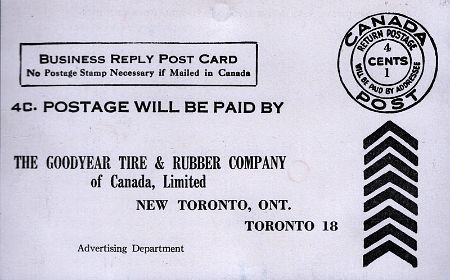 BUSINESS REPLY POST CARD
No Postage Stamp Necessary if Mailed in Canada
CANADA
RETURN POSTAGE
4
CENTS
1
WILL BE PAID BY ADDRESSEE
POST
4C. POSTAGE WILL BE PAID BY
THE GOODYEAR TIRE & RUBBER COMPANY
of Canada, Limited
NEW TORONTO, ONT.
TORONTO 18
Advertising Department